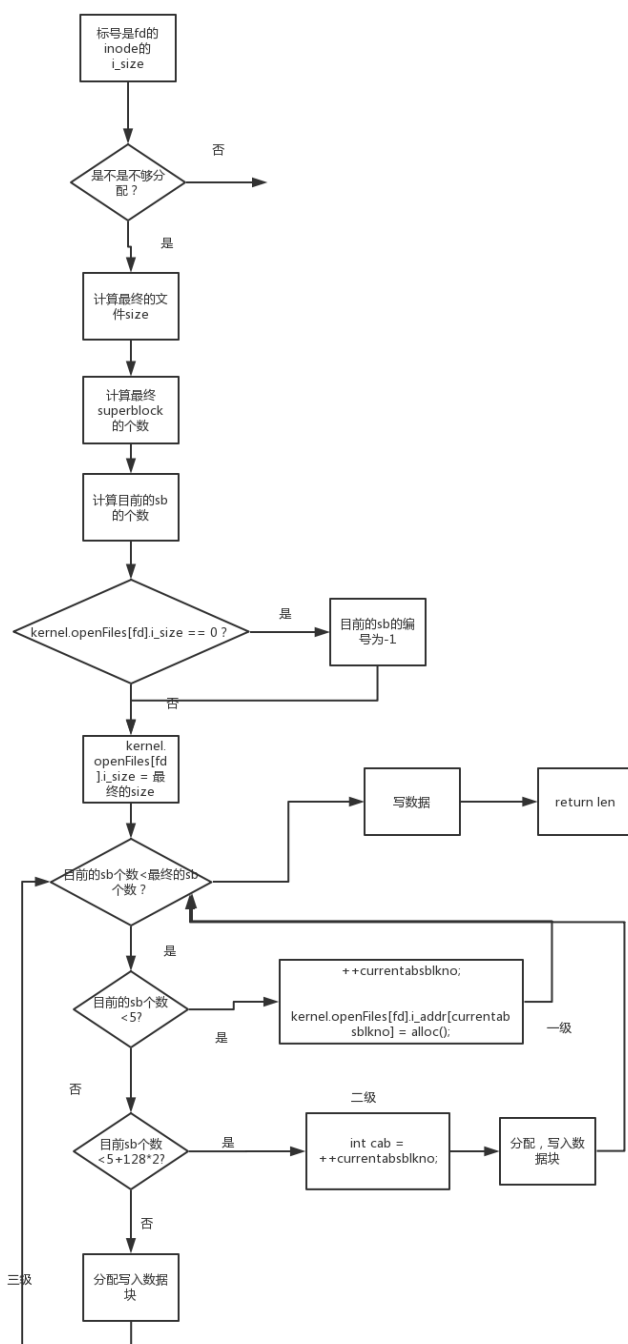 标号是fd的
inode的
i_size
否
是不是不够分
配？
是
计算最终的文
件size
计算最终
superblock
的个数
计算目前的sb
的个数
kernel.openFiles[fd].i_size == 0？
是
目前的sb的编
号为-1
否
kernel.
openFiles[fd
].i_size = 最
终的size
写数据
return len
目前的sb个数<最终的sb
个数？
是
目前的sb个数
<5?
是
++currentabsblkno;
kernel.openFiles[fd].i_addr[currentab
sblkno] = alloc();
一级
否
二级
目前sb个数
<5+128*2?
是
int cab =
++currentabsblkno;
分配，写入数
据块
否
三级
分配写入数据
块